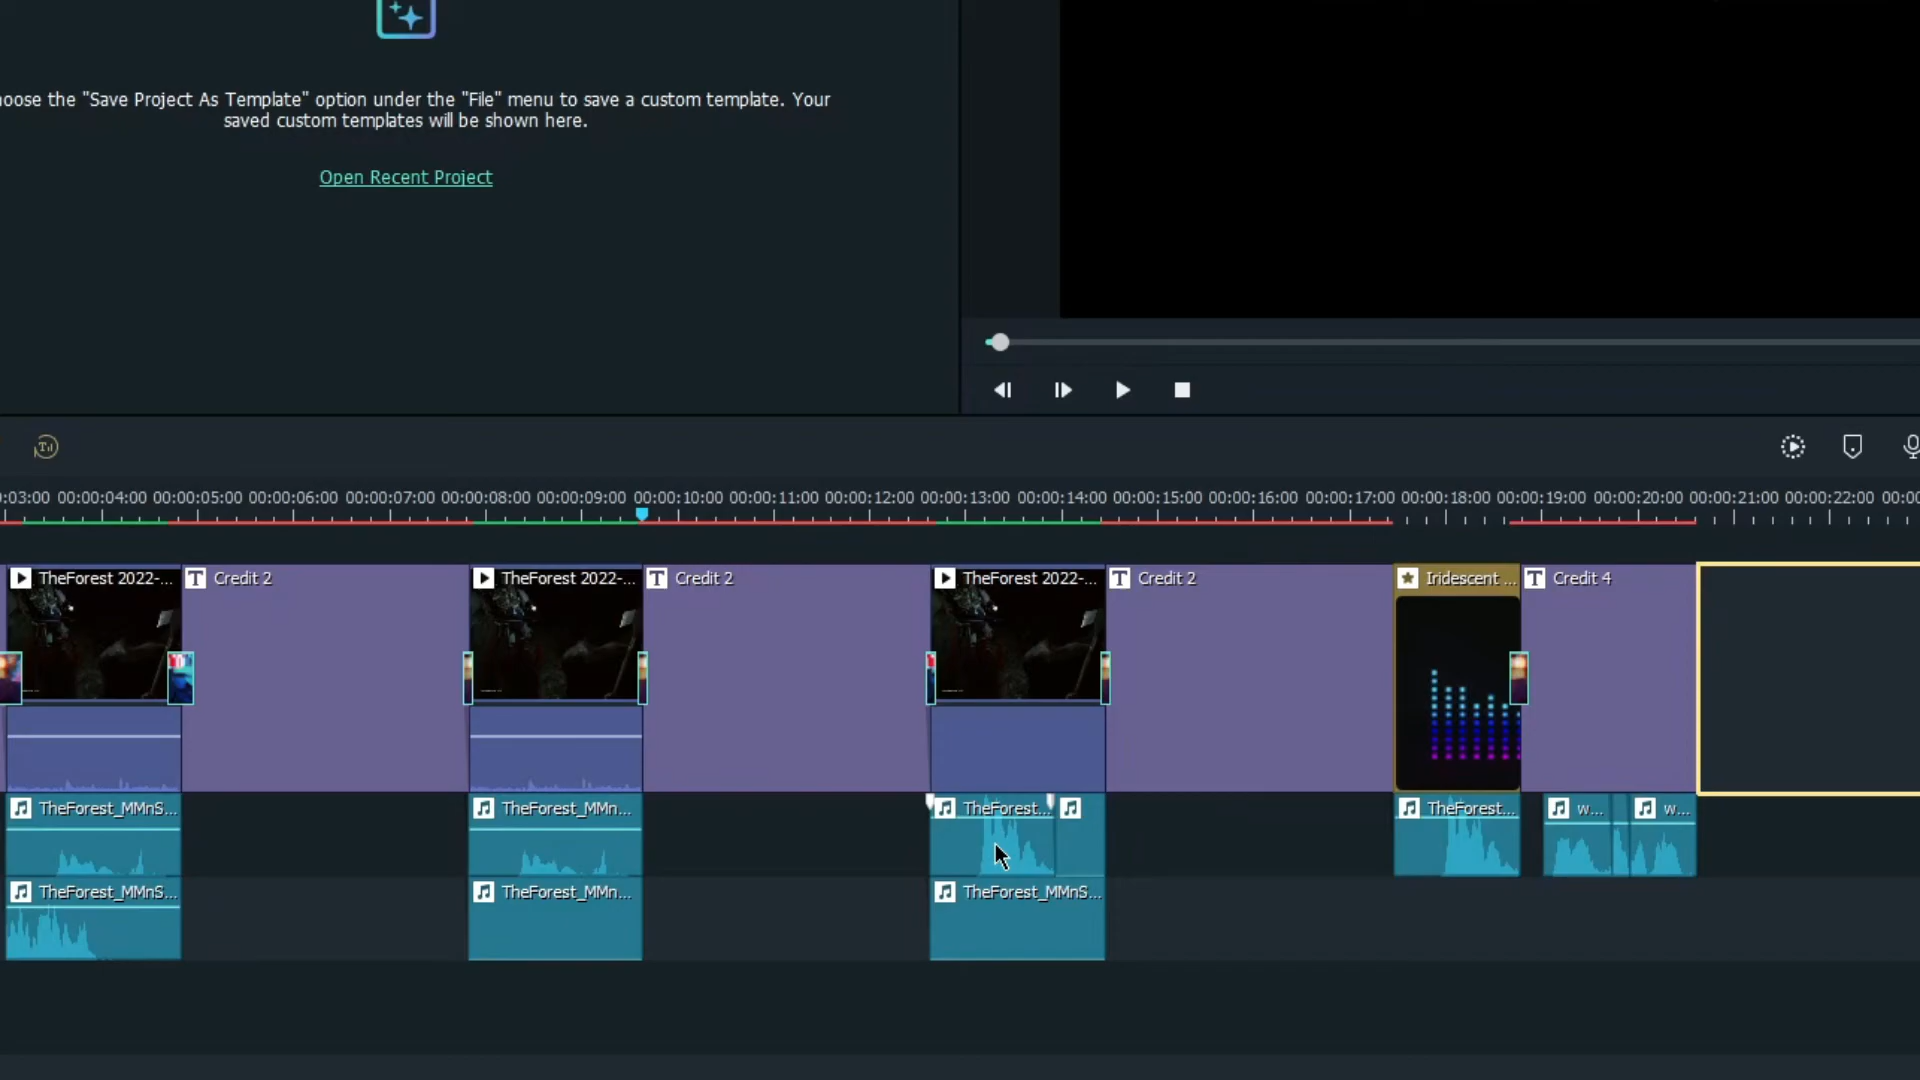 oose the "Save Project As Template" option under the "File" menu to save a custom template. Your
saved custom templates will be shown here.
Open Recent Project
:03:00 00:00:04:00 00:00:05:00 00:00:06:00 00:00:07:00 00:00:08:00 00:00:09:00 00:00:10:00 00:00:11:00 00:00:12:00 00:00:13:00 00:00:14:00 00:00:15:00 00:00:16:00 00:00:17:00 00:00:18:00 00:00:19:00 00:00:20:00 00:00:21:00 00:00:22:00 00:00
TheForest 2022-... T Credit 2 TheForest 2022-... T Credit 2 TheForest 2022-... T Credit 2 Iridescent ... T Credit 4
TheForest_MMnS... TheForest_MMn... TheForest... TheForest... w... w...
TheForest_MMnS... TheForest_MMn... TheForest_MMnS...